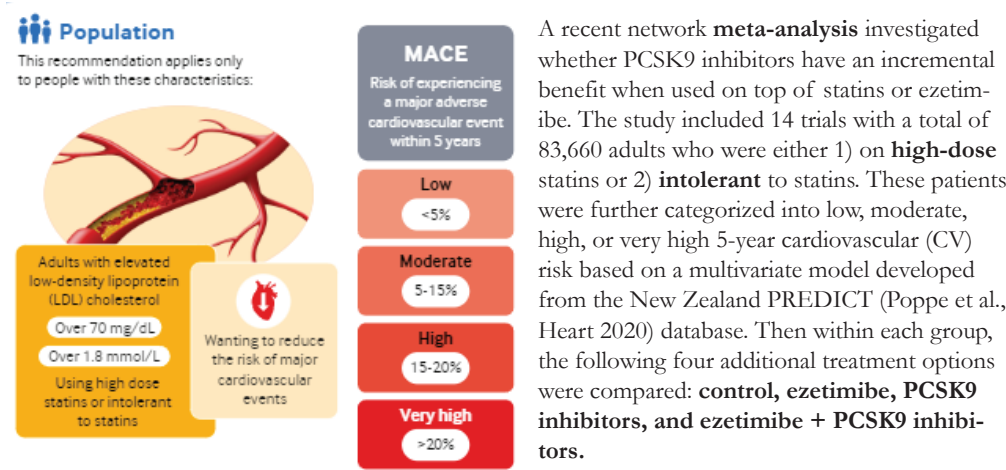 Population
This recommendation applies only
to people with these characteristics:
Adults with elevated
low-density lipoprotein
(LDL) cholesterol
Over 70 mg/dL
Over 1.8 mmol/L
Using high dose
statins or intolerant
to statins
Wanting to reduce
the risk of major
cardiovascular
events
MACE
Risk of experiencing
a major adverse
cardiovascular event
within 5 years
Low
<5%
Moderate
5-15%
High
15-20%
Very high
>20%
A recent network meta-analysis investigated
whether PCSK9 inhibitors have an incremental
benefit when used on top of statins or ezetim-
ibe. The study included 14 trials with a total of
83,660 adults who were either 1) on high-dose
statins or 2) intolerant to statins. These patients
were further categorized into low, moderate,
high, or very high 5-year cardiovascular (CV)
risk based on a multivariate model developed
from the New Zealand PREDICT (Poppe et al.,
Heart 2020) database. Then within each group,
the following four additional treatment options
were compared: control, ezetimibe, PCSK9
inhibitors, and ezetimibe + PCSK9 inhibi-
tors.